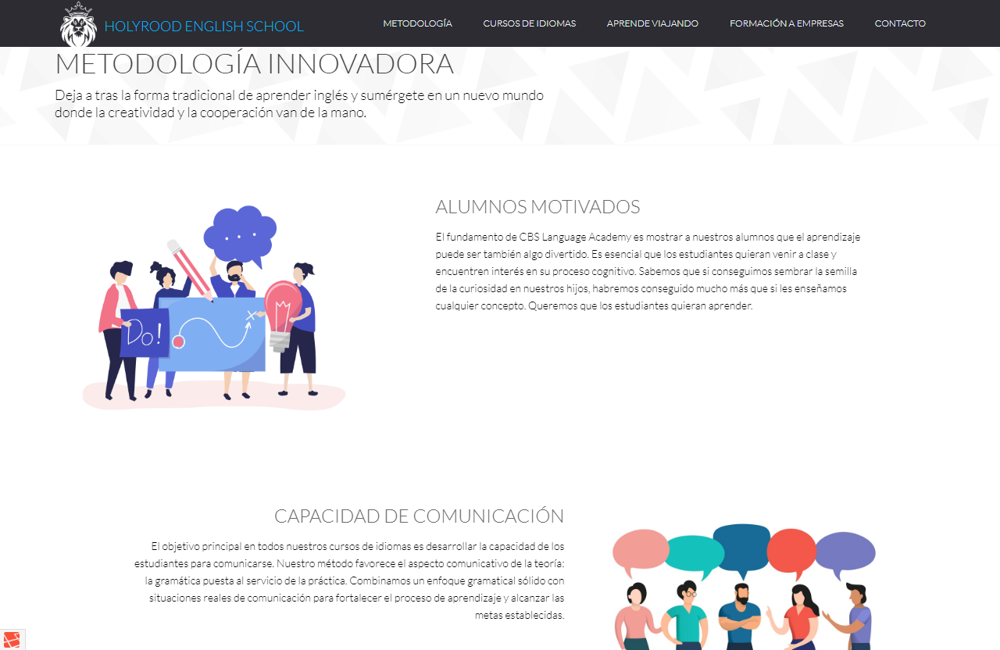 HOLYROOD ENGLISH SCHOOL
METODOLOGÍA
CURSOS DE IDIOMAS
APRENDE VIAJANDO
FORMACIÓN A EMPRESAS
CONTACTO
METODOLOGÍA INNOVADORA
Deja a tras la forma tradicional de aprender inglés y sumérgete en un nuevo mundo
donde la creatividad y la cooperación van de la mano.
ALUMNOS MOTIVADOS
El fundamento de CBS Language Academy es mostrar a nuestros alumnos que el aprendizaje
puede ser también algo divertido. Es esencial que los estudiantes quieran venir a clase y
encuentren interés en su proceso cognitivo. Sabemos que si conseguimos sembrar la semilla
de la curiosidad en nuestros hijos, habremos conseguido mucho más que si les enseñamos
cualquier concepto. Queremos que los estudiantes quieran aprender.
Do!
CAPACIDAD DE COMUNICACIÓN
El objetivo principal en todos nuestros cursos de idiomas es desarrollar la capacidad de los
estudiantes para comunicarse. Nuestro método favorece el aspecto comunicativo de la teoría:
la gramática puesta al servicio de la práctica. Combinamos un enfoque gramatical sólido con
situaciones reales de comunicación para fortalecer el proceso de aprendizaje y alcanzar las
metas establecidas.